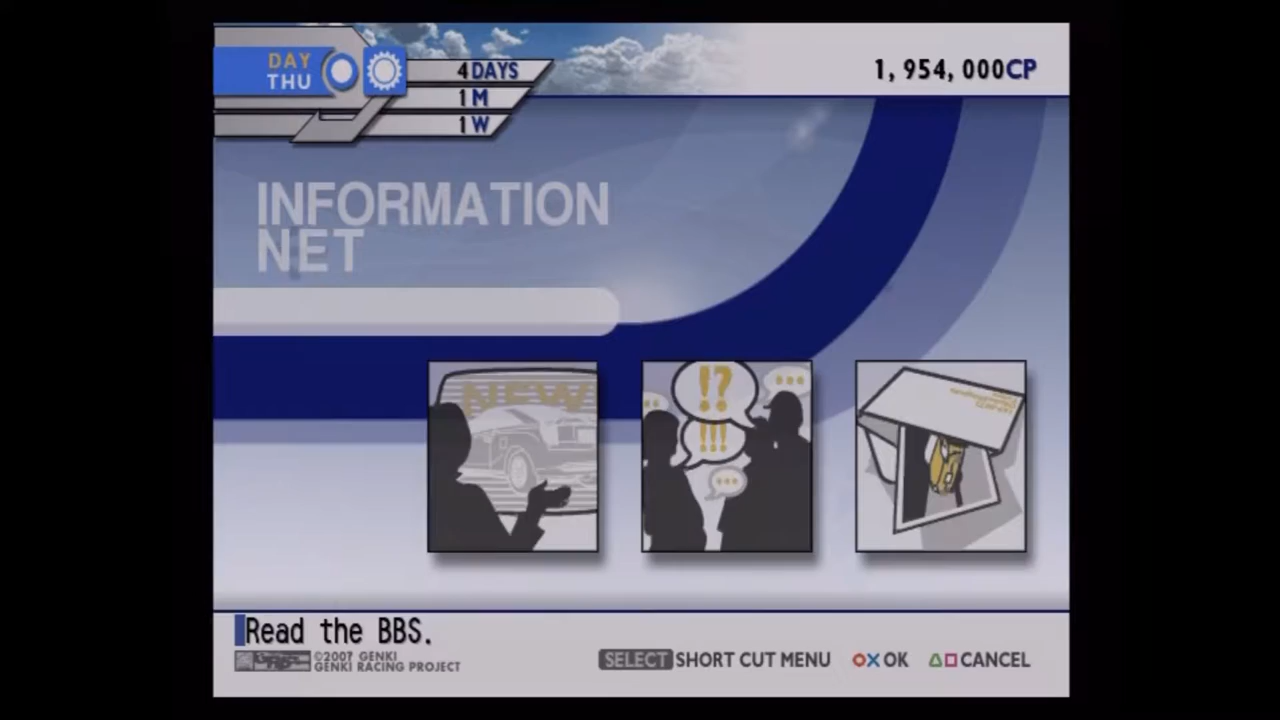 DAY
THU
4 DAYS
1 M
1 W
1,954,000CP
INFORMATION
NET
NEW
!?
!!!
Read the BBS.
©2007 GENKI
GENKI RACING PROJECT
SELECT SHORT CUT MENU
OK
CANCEL